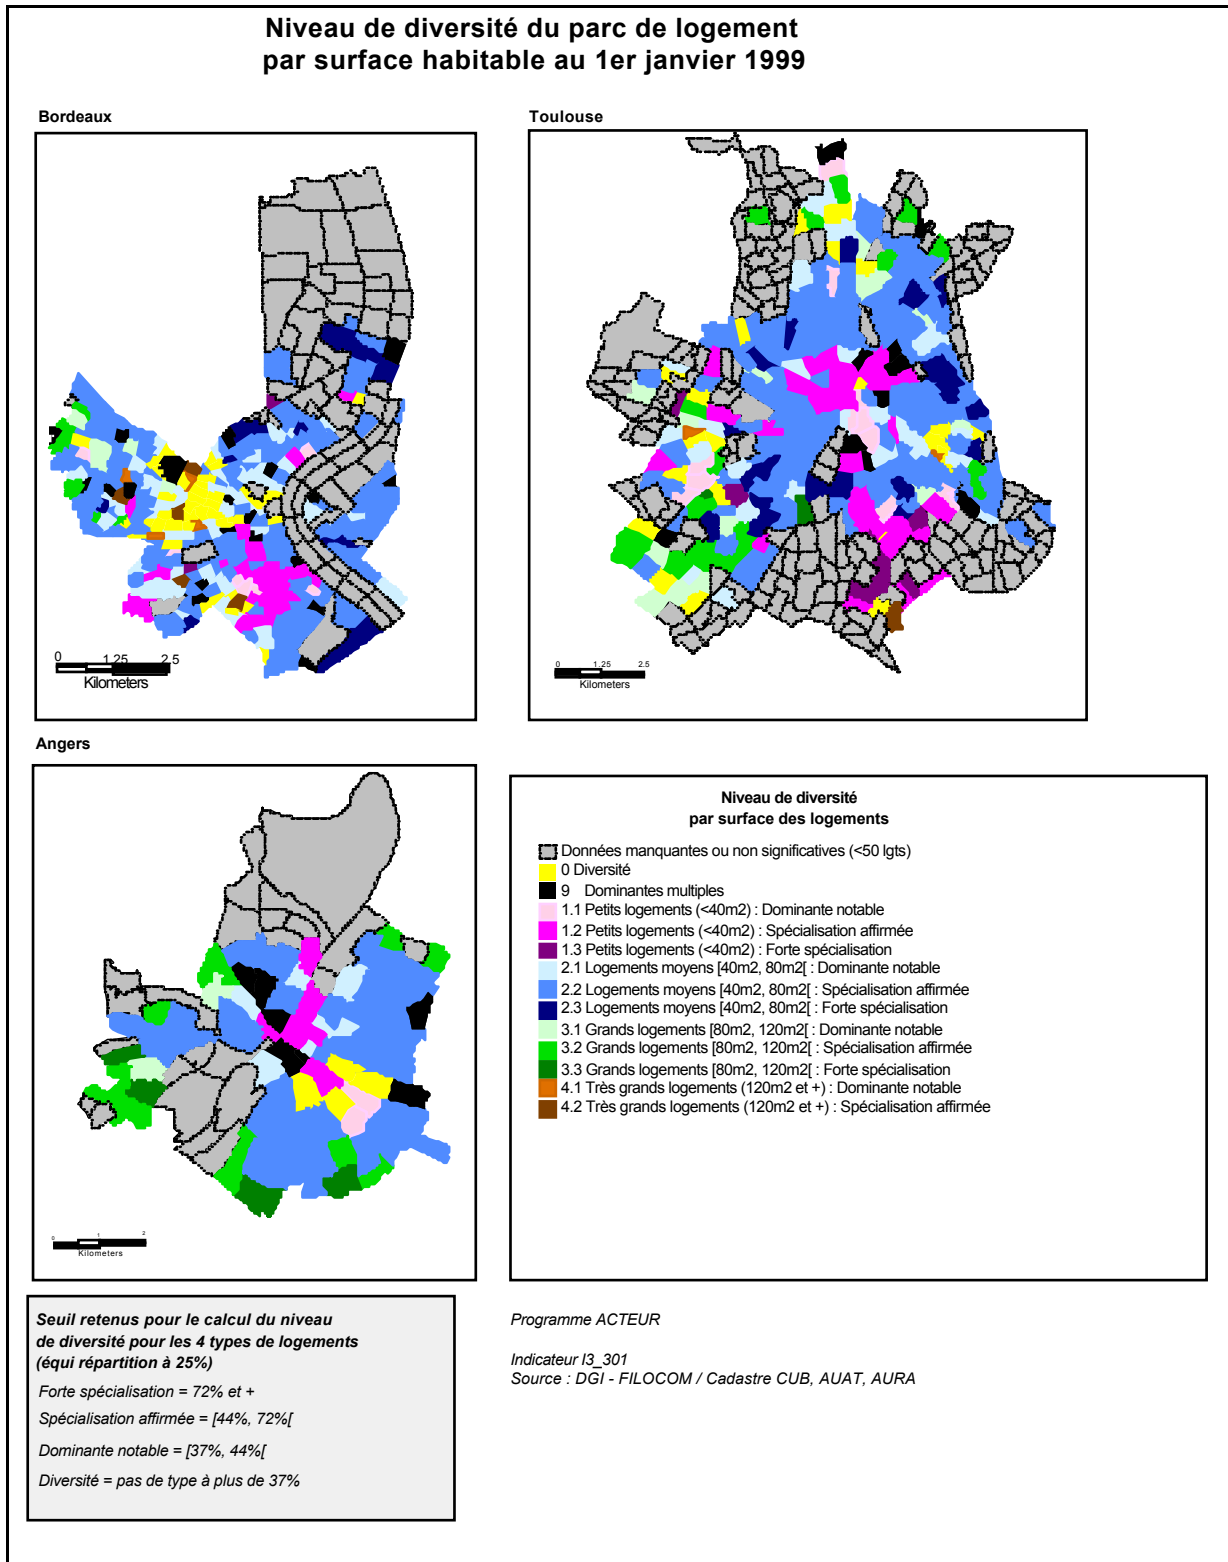 Niveau de diversité du parc de logement
par surface habitable au 1er janvier 1999
Bordeaux
Toulouse
0 1,25 2.5
Kilometers
0 1,25 2.5
Kilometers
Angers
0 1 2
Kilometers
Niveau de diversité
par surface des logements
Données manquantes ou non significatives (<50 lgts)
0 Diversité
9 Dominantes multiples
1.1 Petits logements (<40m2) : Dominante notable
1.2 Petits logements (<40m2) : Spécialisation affirmée
1.3 Petits logements (<40m2) : Forte spécialisation
2.1 Logements moyens [40m2, 80m2[ : Dominante notable
2.2 Logements moyens [40m2, 80m2[ : Spécialisation affirmée
2.3 Logements moyens [40m2, 80m2[ : Forte spécialisation
3.1 Grands logements [80m2, 120m2[ : Dominante notable
3.2 Grands logements [80m2, 120m2[ : Spécialisation affirmée
3.3 Grands logements [80m2, 120m2[ : Forte spécialisation
4.1 Très grands logements (120m2 et +) : Dominante notable
4.2 Très grands logements (120m2 et +) : Spécialisation affirmée
Seuil retenus pour le calcul du niveau
de diversité pour les 4 types de logements
(équi répartition à 25%)
Forte spécialisation = 72% et +
Spécialisation affirmée = [44%, 72%[
Dominante notable = [37%, 44%[
Diversité = pas de type à plus de 37%
Programme ACTEUR
Indicateur I3_301
Source : DGI - FILOCOM / Cadastre CUB, AUAT, AURA